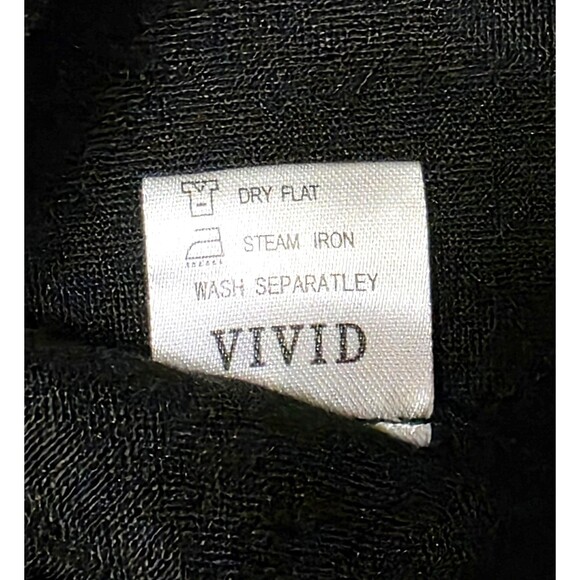 DRY FLAT
STEAM IRON
WASH SEPARATLEY
VIVID